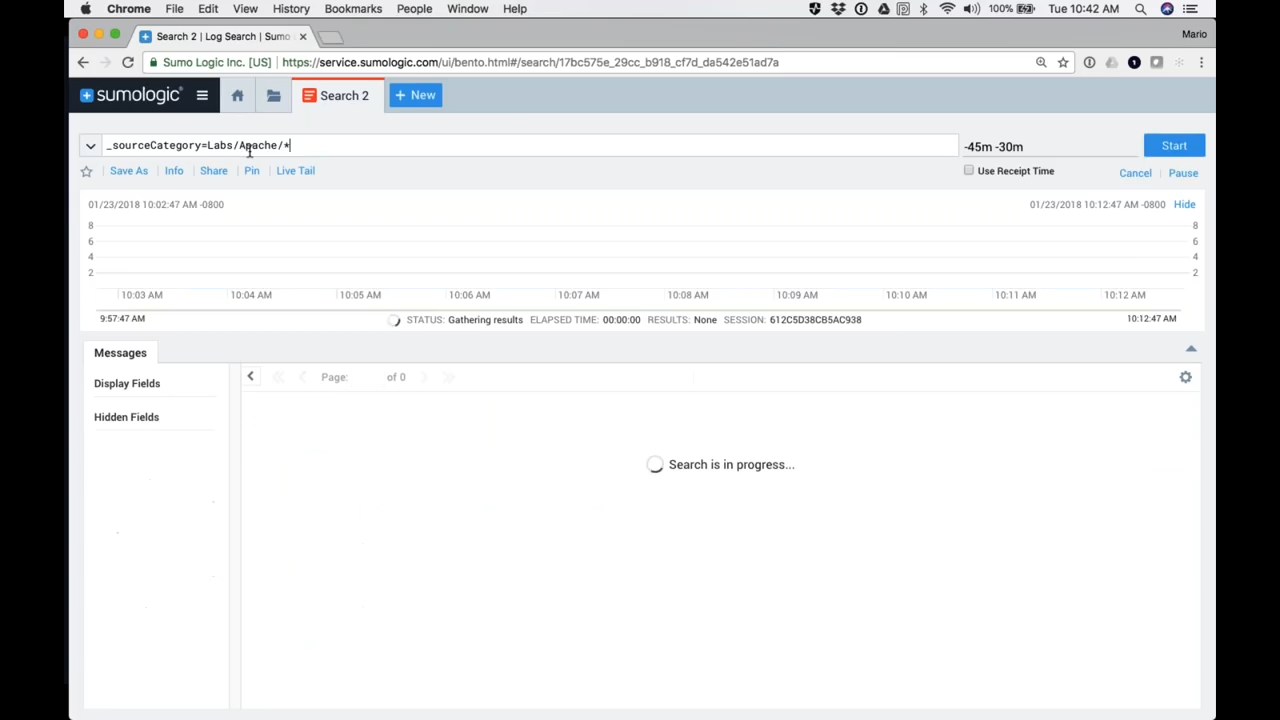 Chrome File Edit View History Bookmarks People Window Help 100% Tue 10:42 AM
Search 2 | Log Search | Sumo Mario
Sumo Logic Inc. [US] https://service.sumologic.com/ui/bento.html#/search/17bc575e_29cc_b918_cf7d_da542e51ad7a
sumologic Search 2 + New
_sourceCategory=Labs/Apache/* -45m -30m Start
Save As Info Share Pin Live Tail Use Receipt Time Cancel Pause
01/23/2018 10:02:47 AM -0800 01/23/2018 10:12:47 AM -0800 Hide
8 8
6 6
4 4
2 2
10:03 AM 10:04 AM 10:05 AM 10:06 AM 10:07 AM 10:08 AM 10:09 AM 10:10 AM 10:11 AM 10:12 AM
9:57:47 AM STATUS: Gathering results ELAPSED TIME: 00:00:00 RESULTS: None SESSION: 612C5D38CB5AC938 10:12:47 AM
Messages
Display Fields Page: of 0
Hidden Fields
Search is in progress...